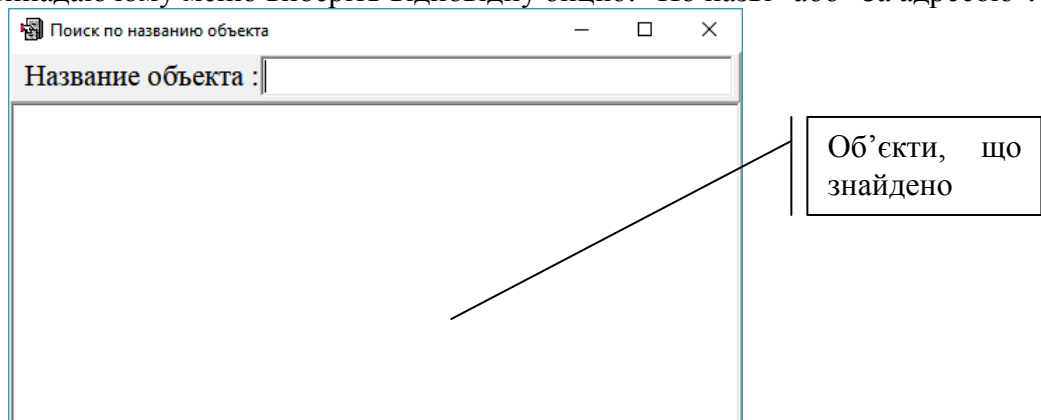 Поиск по названию объекта
Название объекта :
Об’єкти, що
знайдено